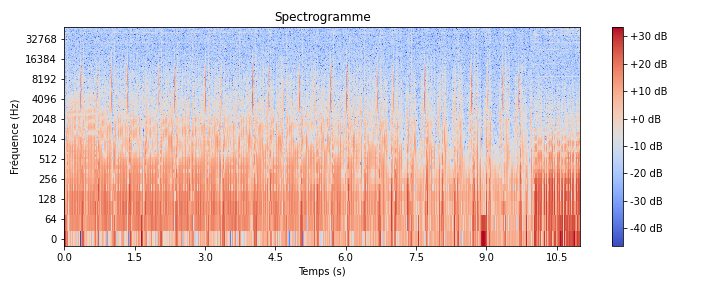 Spectrogramme
Fréquence (Hz)
32768
16384
8192
4096
2048
1024
512
256
128
64
0
0.0 1.5 3.0 4.5 6.0 7.5 9.0 10.5
Temps (s)
+30 dB
+20 dB
+10 dB
+0 dB
-10 dB
-20 dB
-30 dB
-40 dB